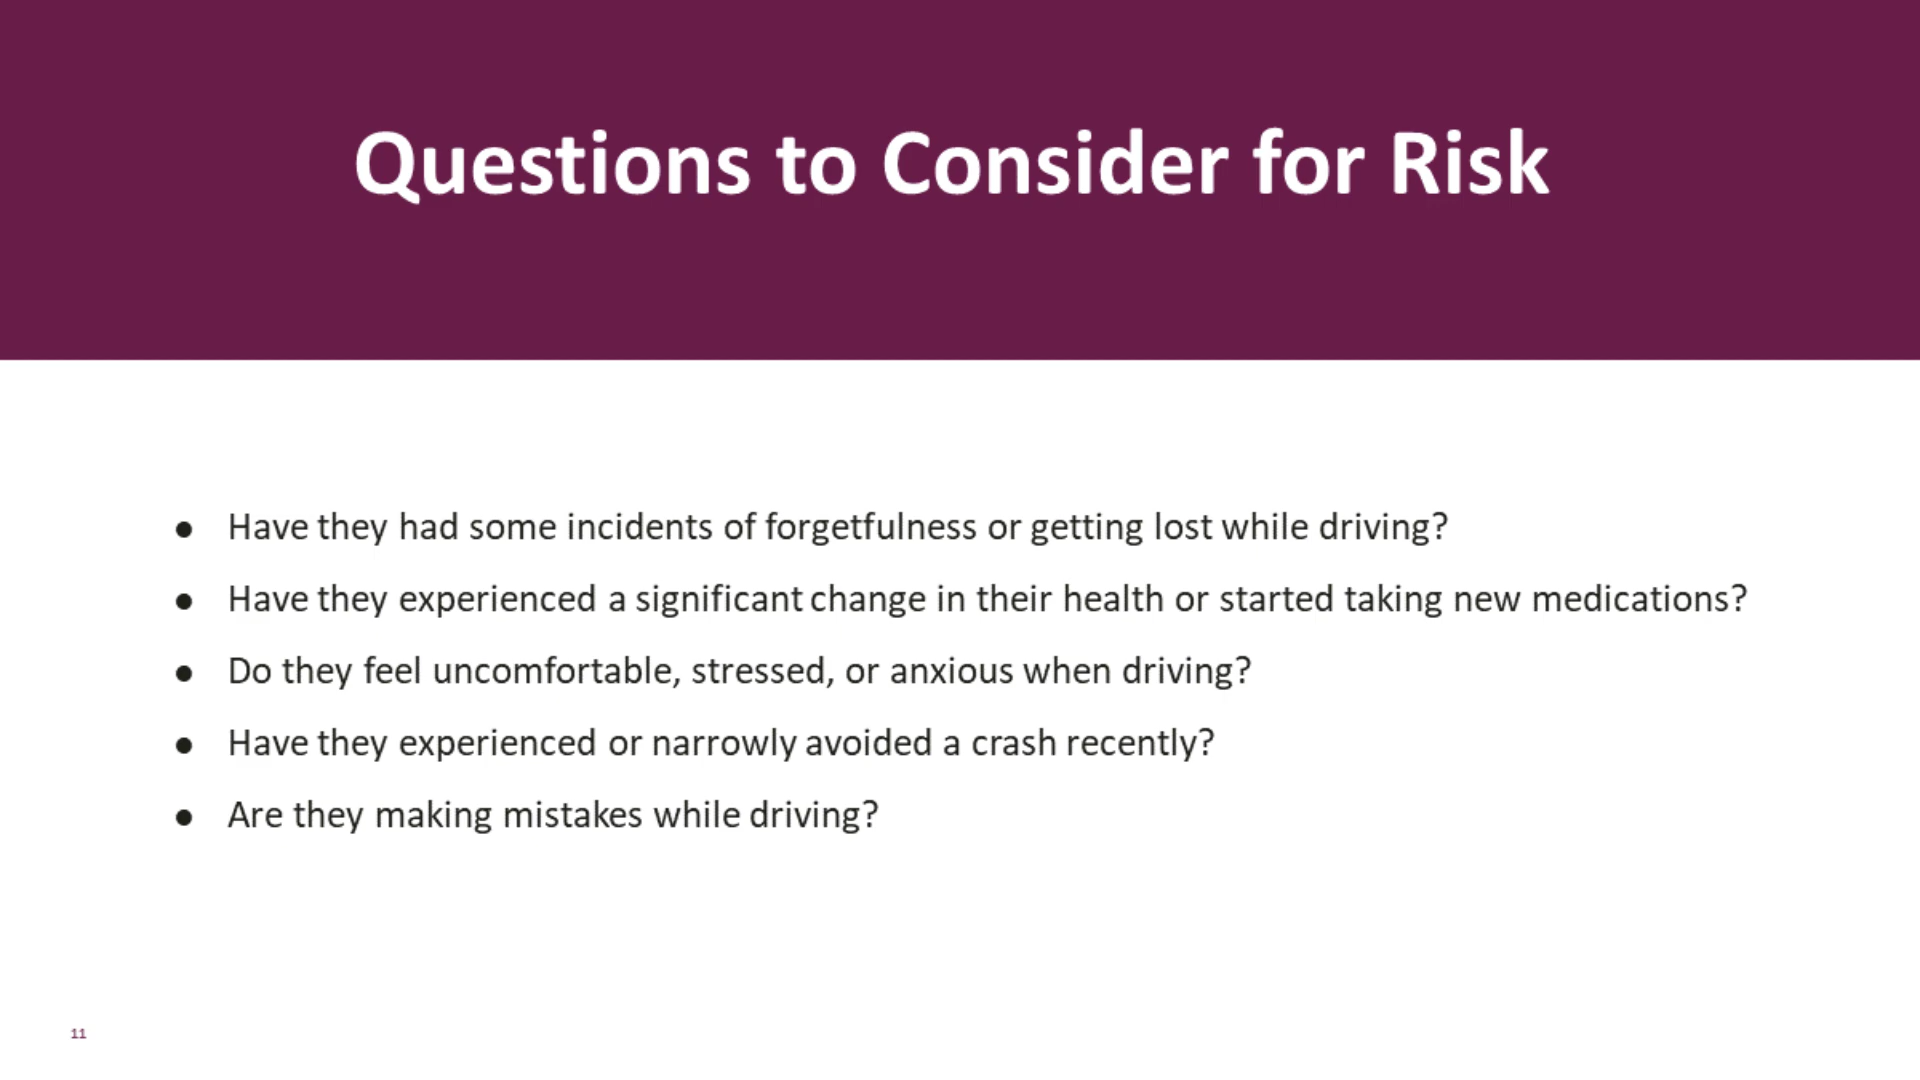 Questions to Consider for Risk
● Have they had some incidents of forgetfulness or getting lost while driving?
● Have they experienced a significant change in their health or started taking new medications?
● Do they feel uncomfortable, stressed, or anxious when driving?
● Have they experienced or narrowly avoided a crash recently?
● Are they making mistakes while driving?
11